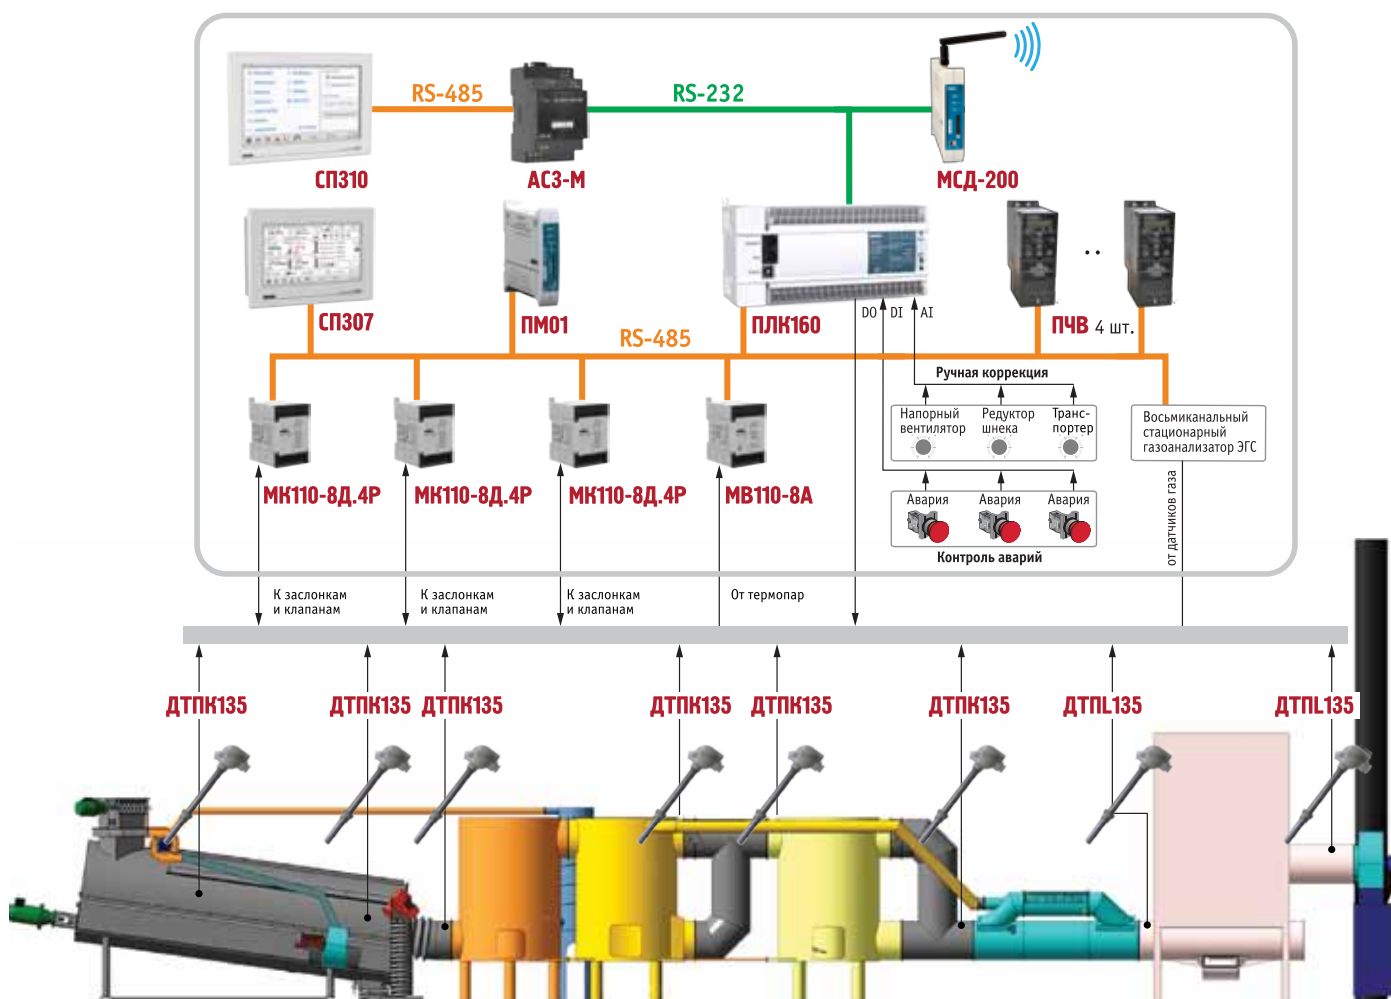 RS-485
RS-232
СП310
АС3-М
МСД-200
СП307
ПМ01
ПЛК160
DO
DI
AI
ПЧВ 4 шт.
RS-485
Ручная коррекция
Напорный
вентилятор
Редуктор
шнека
Транс-
портер
Восьмиканальный
стационарный
газоанализатор ЭГС
МК110-8Д.4Р
МК110-8Д.4Р
МК110-8Д.4Р
МВ110-8А
Авария
Авария
Авария
Контроль аварий
от датчиков газа
К заслонкам
и клапанам
К заслонкам
и клапанам
К заслонкам
и клапанам
От термопар
ДТПК135
ДТПК135
ДТПК135
ДТПК135
ДТПК135
ДТПК135
ДТПL135
ДТПL135